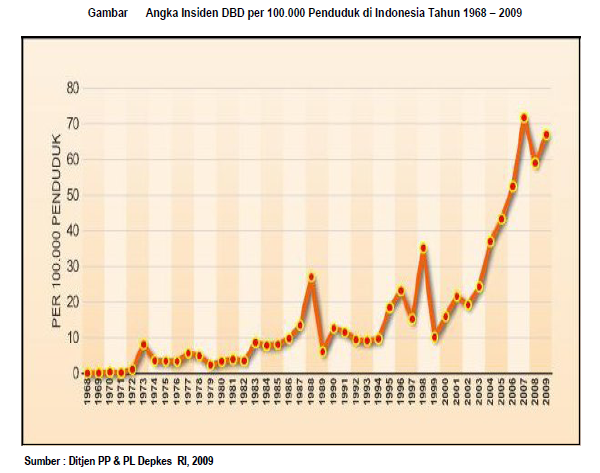 Gambar Angka Insiden DBD per 100.000 Penduduk di Indonesia Tahun 1968 – 2009
PER 100.000 PENDUDUK
80
70
60
50
40
30
20
10
0
1968 1969 1970 1971 1972 1973 1974 1975 1976 1977 1978 1979 1980 1981 1982 1983 1984 1985 1986 1987 1988 1989 1990 1991 1992 1993 1994 1995 1996 1997 1998 1999 2000 2001 2002 2003 2004 2005 2006 2007 2008 2009
Sumber : Ditjen PP & PL Depkes RI, 2009